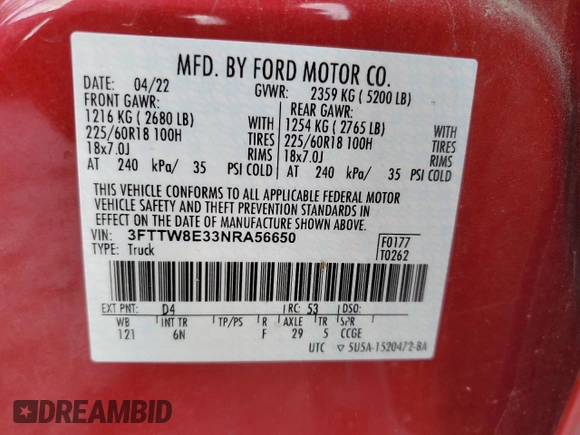 MFD. BY FORD MOTOR CO.
DATE: 04/22 GVWR: 2359 KG ( 5200 LB)
FRONT GAWR: REAR GAWR:
1216 KG ( 2680 LB) WITH 1254 KG ( 2765 LB) WITH
225/60R18 100H TIRES 225/60R18 100H TIRES
18x7.0J RIMS 18x7.0J RIMS
AT 240 kPa/ 35 PSI COLD AT 240 kPa/ 35 PSI COLD
THIS VEHICLE CONFORMS TO ALL APPLICABLE FEDERAL MOTOR
VEHICLE SAFETY AND THEFT PREVENTION STANDARDS IN
EFFECT ON THE DATE OF MANUFACTURE SHOWN ABOVE.
VIN: 3FTTW8E33NRA56650 F0177
TYPE: Truck T0262
EXT PNT: D4 RC: 53 DSO:
WB INT TR TP/PS R AXLE TR SPR
121 6N F 29 5 CCGE
UTC ▽ 5U5A-1520472-BA
DREAMBID